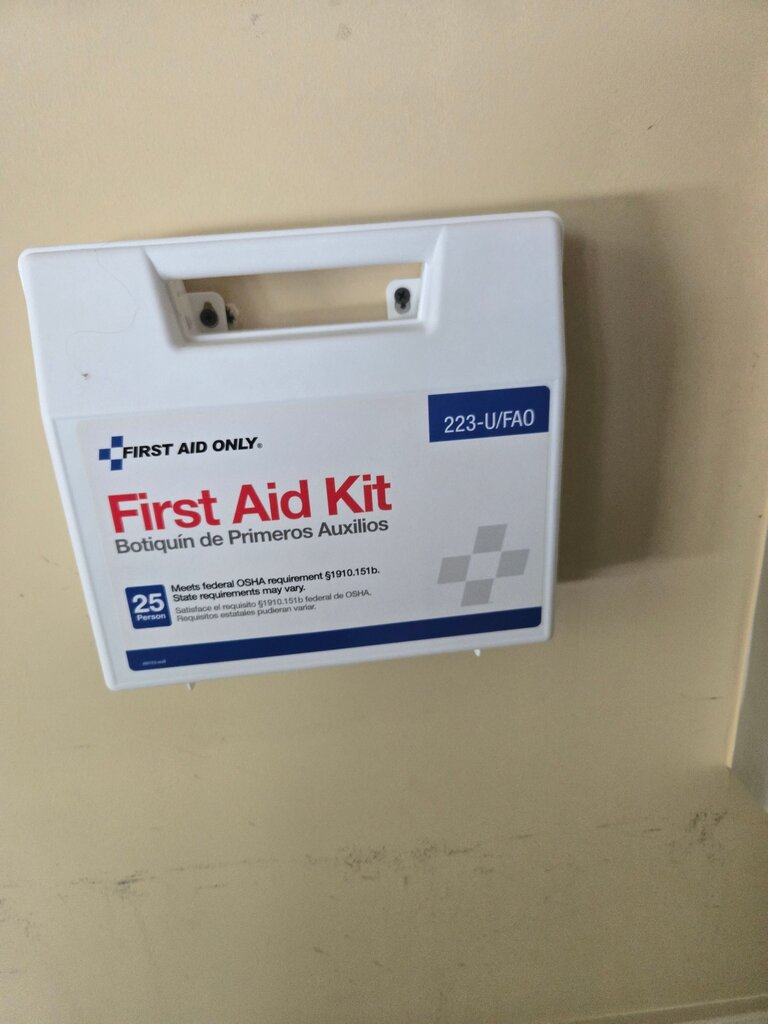 FIRST AID ONLY®
223-U/FAO
First Aid Kit
Botiquín de Primeros Auxilios
25
Person
Meets federal OSHA requirement §1910.151b.
State requirements may vary.
Satisface el requisito §1910.151b federal de OSHA.
Requisitos estatales pudieran variar.